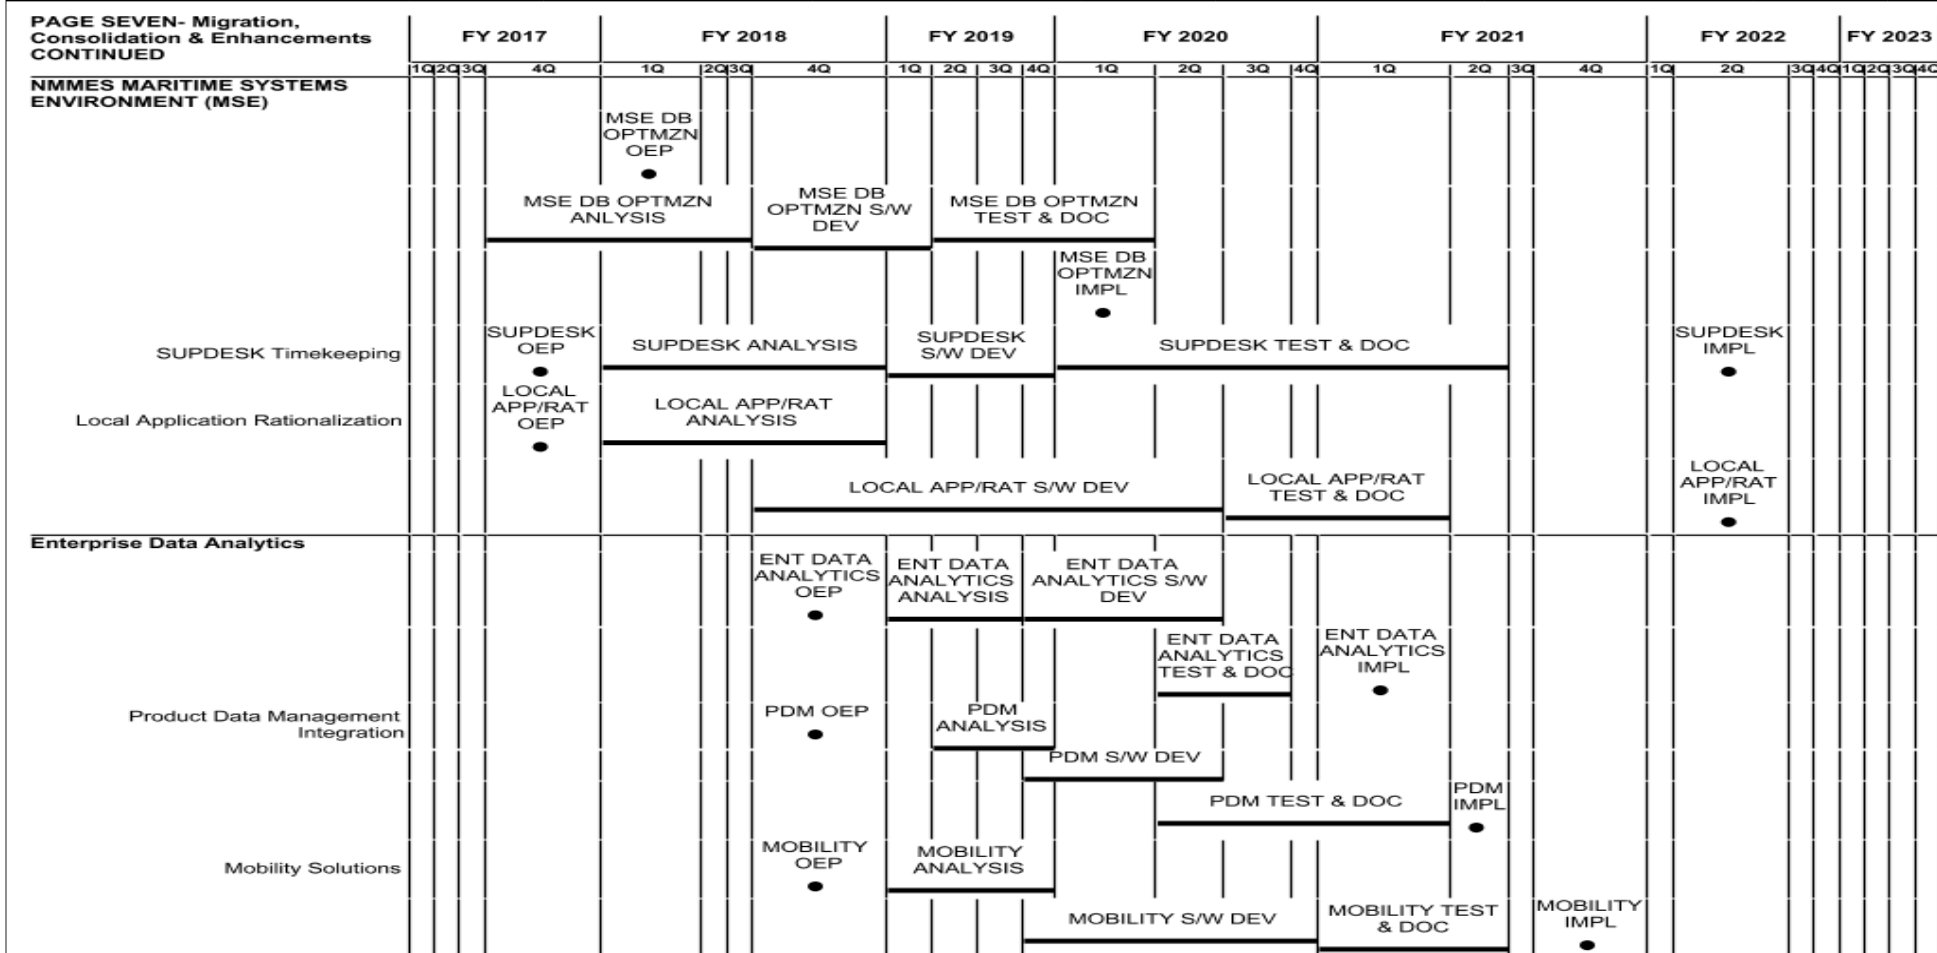 PAGE SEVEN- Migration,
Consolidation & Enhancements
CONTINUED
FY 2017 FY 2018 FY 2019 FY 2020 FY 2021 FY 2022 FY 2023
1Q 2Q 3Q 4Q 1Q 2Q 3Q 4Q 1Q 2Q 3Q 4Q 1Q 2Q 3Q 4Q 1Q 2Q 3Q 4Q 1Q 2Q 3Q 4Q 1Q 2Q 3Q 4Q
NMMES MARITIME SYSTEMS
ENVIRONMENT (MSE)
MSE DB
OPTMZN
OEP
MSE DB OPTMZN
ANLYSIS
MSE DB
OPTMZN S/W
DEV
MSE DB OPTMZN
TEST & DOC
MSE DB
OPTMZN
IMPL
SUPDESK Timekeeping
SUPDESK
OEP
SUPDESK ANALYSIS
SUPDESK
S/W DEV
SUPDESK TEST & DOC
SUPDESK
IMPL
Local Application Rationalization
LOCAL
APP/RAT
OEP
LOCAL APP/RAT
ANALYSIS
LOCAL APP/RAT S/W DEV
LOCAL APP/RAT
TEST & DOC
LOCAL
APP/RAT
IMPL
Enterprise Data Analytics
ENT DATA
ANALYTICS
OEP
ENT DATA
ANALYTICS
ANALYSIS
ENT DATA
ANALYTICS S/W
DEV
ENT DATA
ANALYTICS
TEST & DOC
ENT DATA
ANALYTICS
IMPL
Product Data Management
Integration
PDM OEP
PDM
ANALYSIS
PDM S/W DEV
PDM TEST & DOC
PDM
IMPL
Mobility Solutions
MOBILITY
OEP
MOBILITY
ANALYSIS
MOBILITY S/W DEV
MOBILITY TEST
& DOC
MOBILITY
IMPL